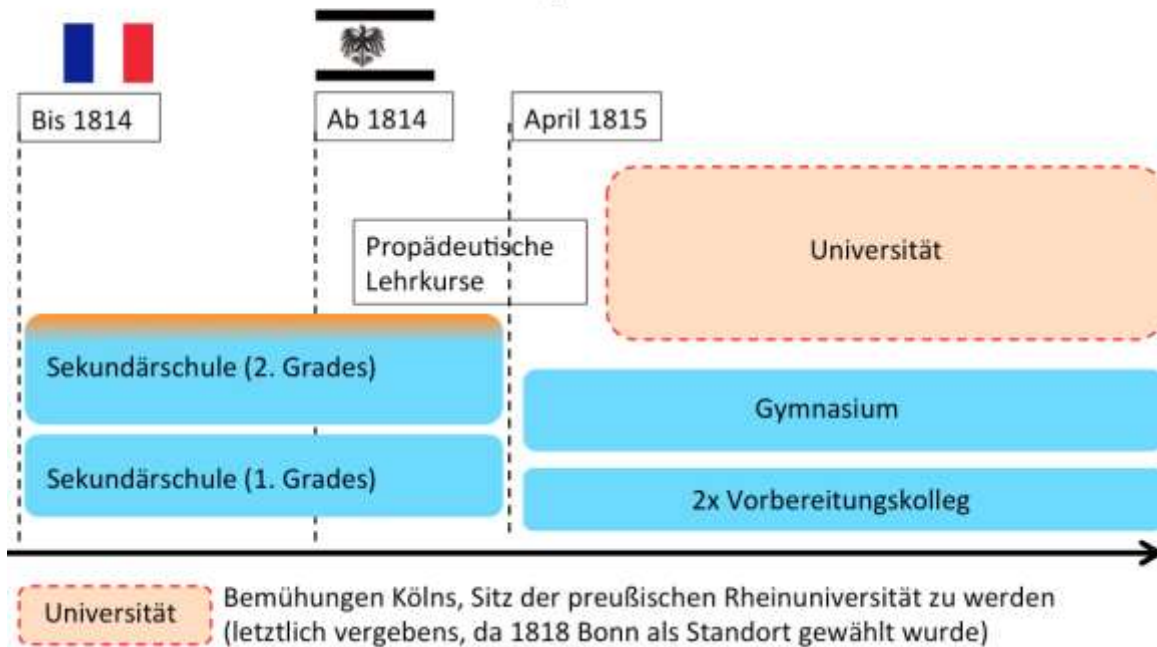 Bis 1814
Ab 1814
April 1815
Propädeutische
Lehrkurse
Universität
Sekundärschule (2. Grades)
Gymnasium
Sekundärschule (1. Grades)
2x Vorbereitungskolleg
Universität
Bemühungen Kölns, Sitz der preußischen Rheinuniversität zu werden
(letztlich vergebens, da 1818 Bonn als Standort gewählt wurde)